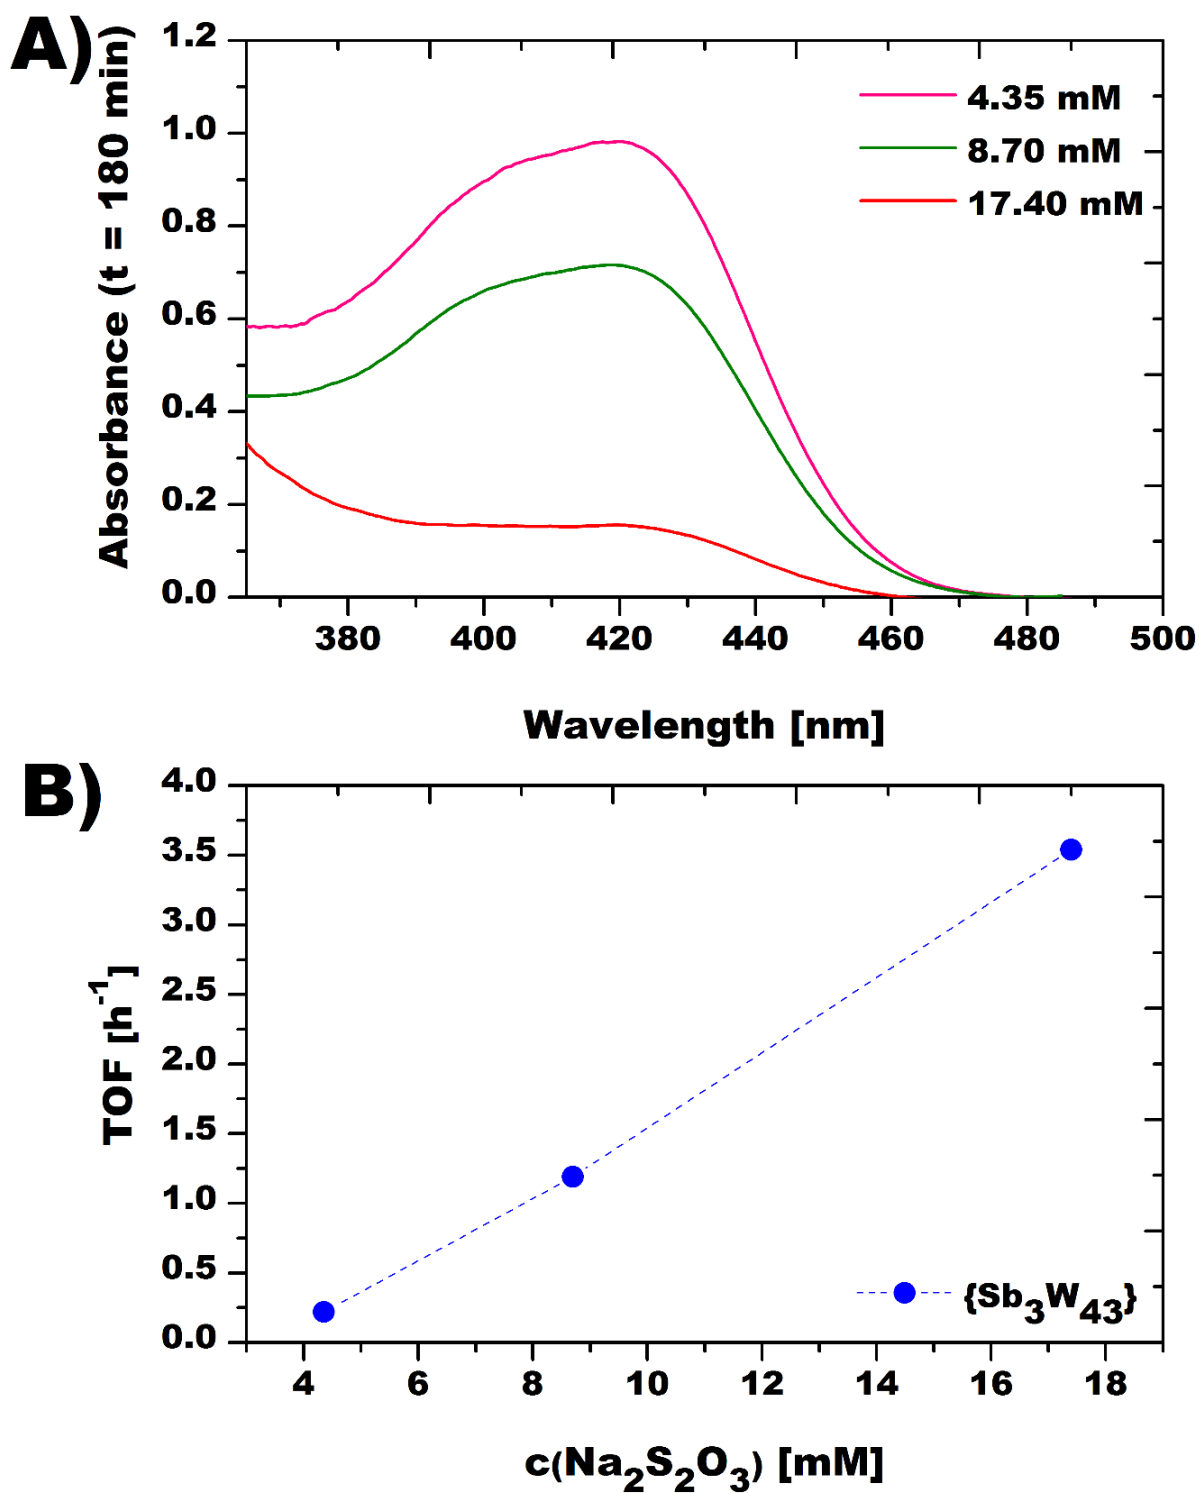 A)
Absorbance (t = 180 min)
1.2
1.0
0.8
0.6
0.4
0.2
0.0
4.35 mM
8.70 mM
17.40 mM
380 400 420 440 460 480 500
Wavelength [nm]
B)
TOF [h⁻¹]
4.0
3.5
3.0
2.5
2.0
1.5
1.0
0.5
0.0
{Sb₃W₄₃}
4 6 8 10 12 14 16 18
c(Na₂S₂O₃) [mM]